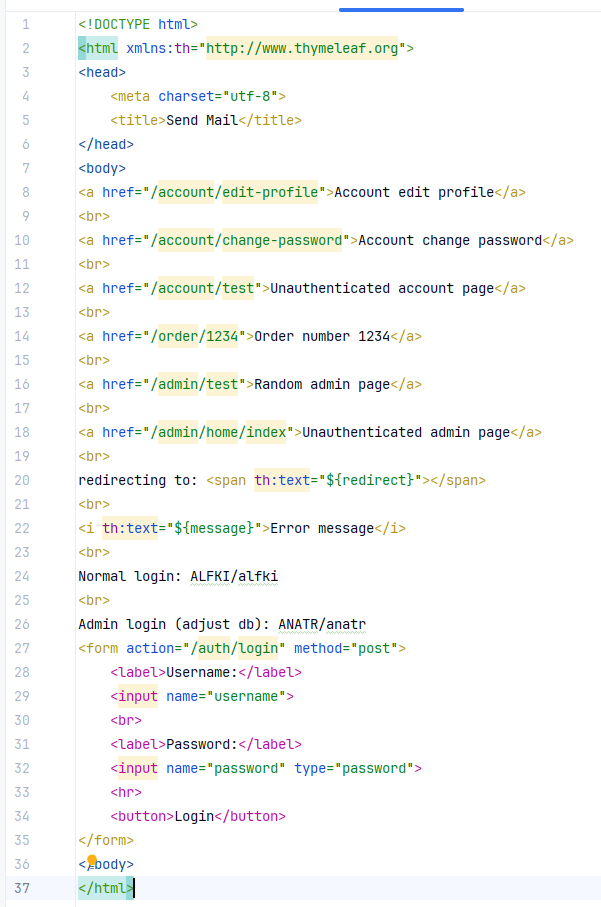 1 <!DOCTYPE html>
2 <html xmlns:th="http://www.thymeleaf.org">
3 <head>
4     <meta charset="utf-8">
5     <title>Send Mail</title>
6 </head>
7 <body>
8 <a href="/account/edit-profile">Account edit profile</a>
9 <br>
10 <a href="/account/change-password">Account change password</a>
11 <br>
12 <a href="/account/test">Unauthenticated account page</a>
13 <br>
14 <a href="/order/1234">Order number 1234</a>
15 <br>
16 <a href="/admin/test">Random admin page</a>
17 <br>
18 <a href="/admin/home/index">Unauthenticated admin page</a>
19 <br>
20 redirecting to: <span th:text="${redirect}"></span>
21 <br>
22 <i th:text="${message}">Error message</i>
23 <br>
24 Normal login: ALFKI/alfki
25 <br>
26 Admin login (adjust db): ANATR/anatr
27 <form action="/auth/login" method="post">
28     <label>Username:</label>
29     <input name="username">
30     <br>
31     <label>Password:</label>
32     <input name="password" type="password">
33     <hr>
34     <button>Login</button>
35 </form>
36 </body>
37 </html>